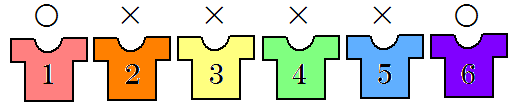 ○ × × × × ○
1 2 3 4 5 6